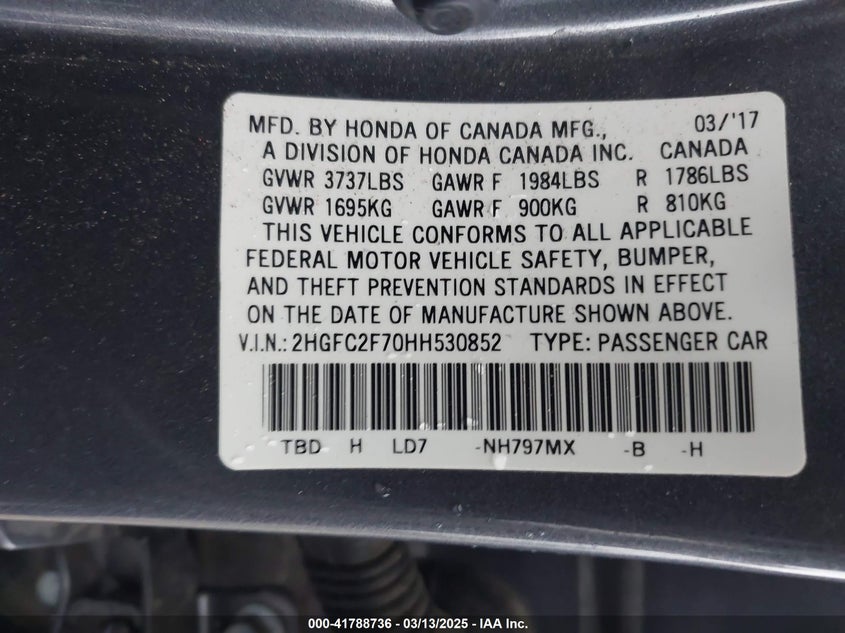 MFD. BY HONDA OF CANADA MFG., 03/'17
A DIVISION OF HONDA CANADA INC. CANADA
GVWR 3737LBS GAWR F 1984LBS R 1786LBS
GVWR 1695KG GAWR F 900KG R 810KG
THIS VEHICLE CONFORMS TO ALL APPLICABLE
FEDERAL MOTOR VEHICLE SAFETY, BUMPER,
AND THEFT PREVENTION STANDARDS IN EFFECT
ON THE DATE OF MANUFACTURE SHOWN ABOVE.
V.I.N.: 2HGFC2F70HH530852 TYPE: PASSENGER CAR
TBD H LD7 -NH797MX -B -H
000-41788736 - 03/13/2025 - IAA Inc.